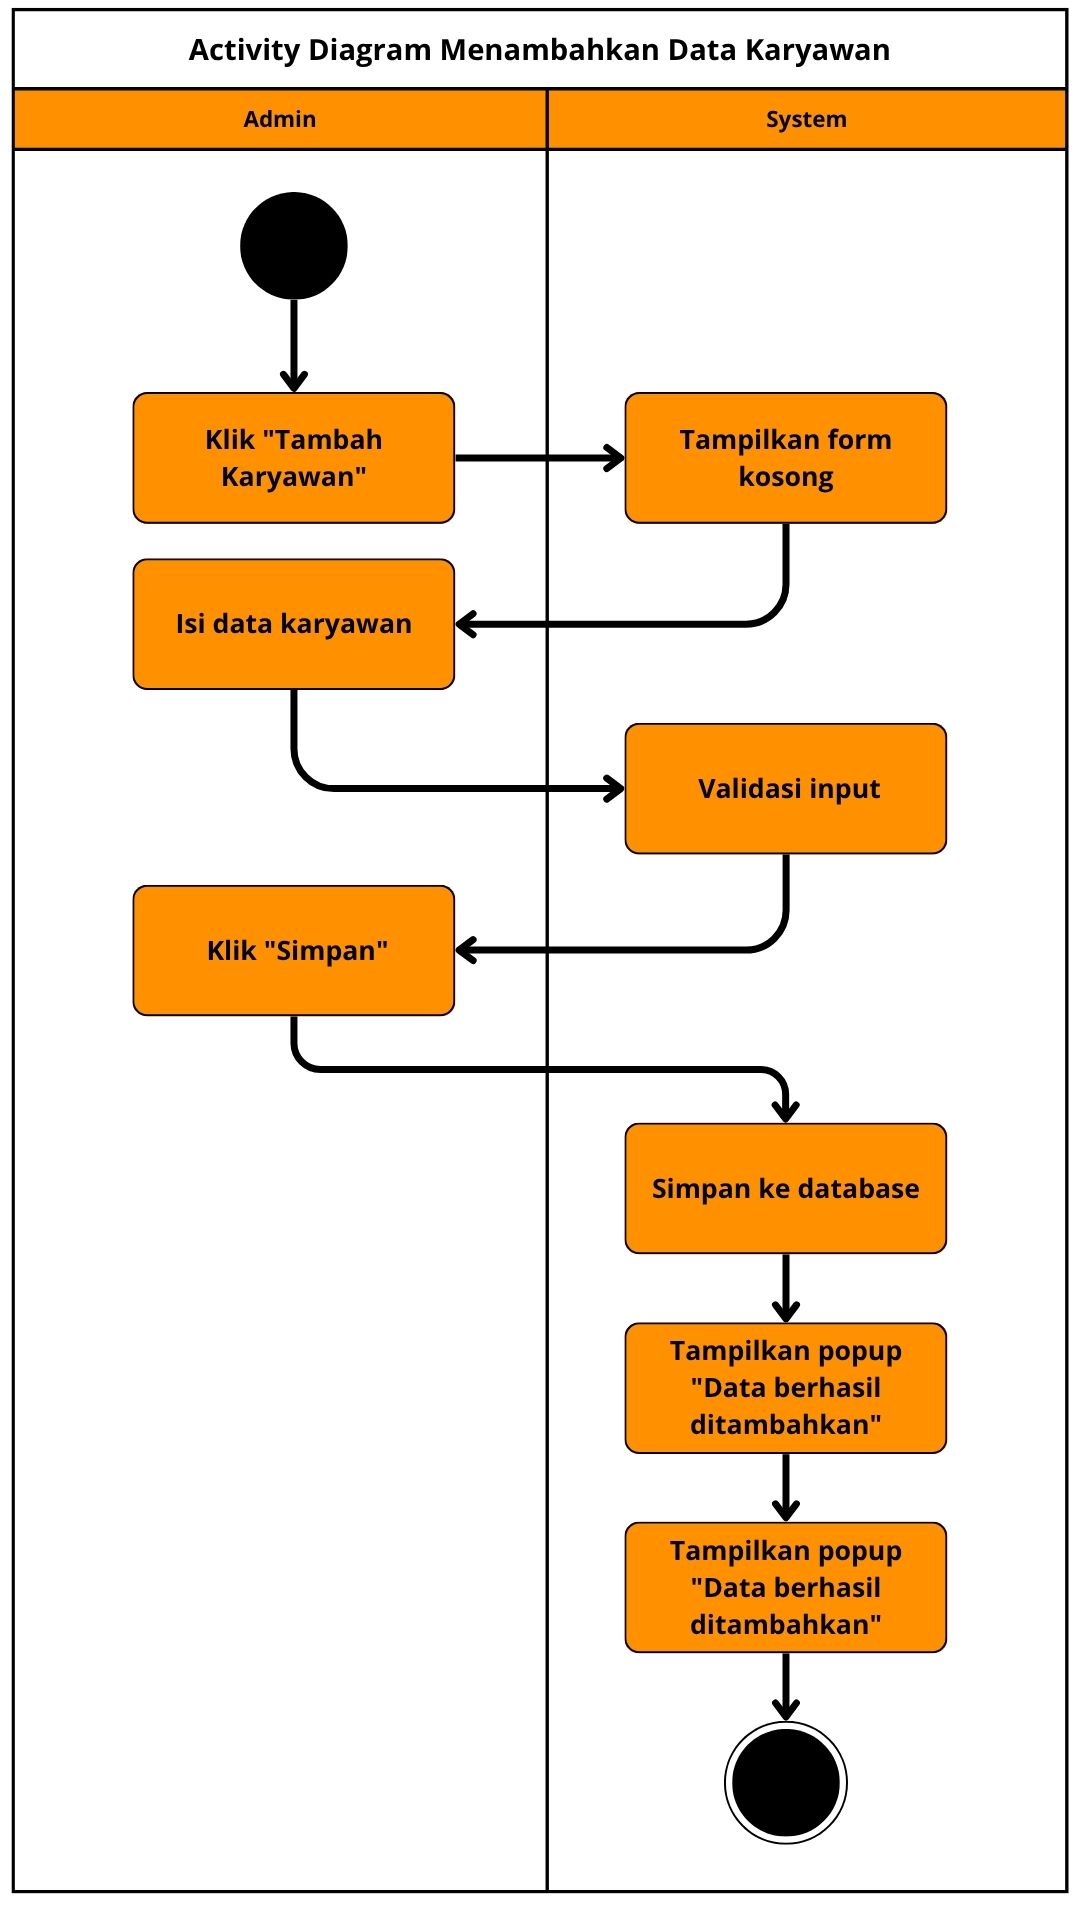 Activity Diagram Menambahkan Data Karyawan
Admin
System
Klik "Tambah
Karyawan"
Tampilkan form
kosong
Isi data karyawan
Validasi input
Klik "Simpan"
Simpan ke database
Tampilkan popup
"Data berhasil
ditambahkan"
Tampilkan popup
"Data berhasil
ditambahkan"